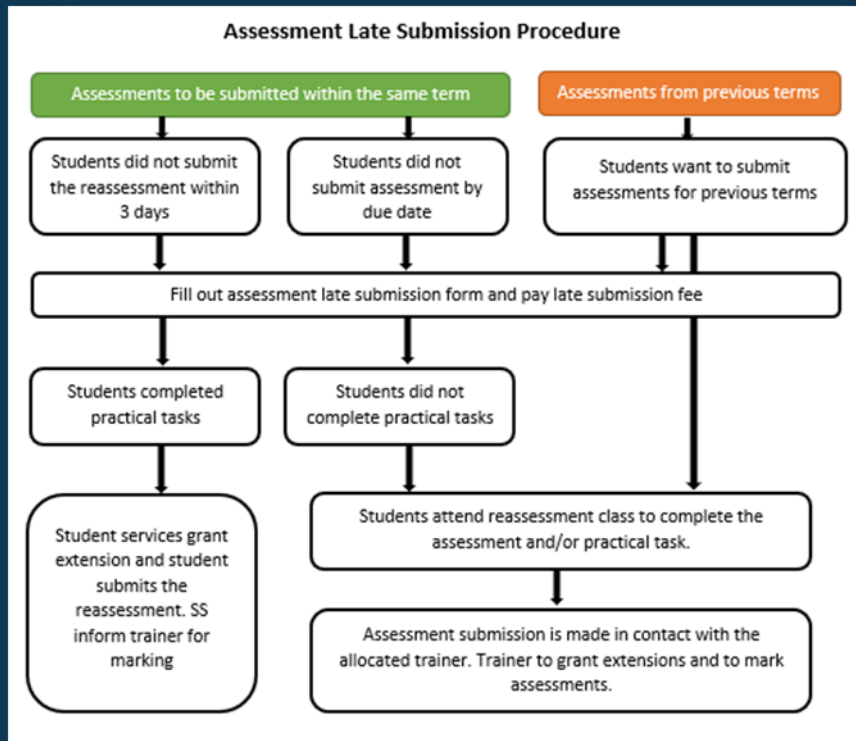 Assessment Late Submission Procedure
Assessments to be submitted within the same term
Assessments from previous terms
Students did not submit
the reassessment within
3 days
Students did not
submit assessment by
due date
Students want to submit
assessments for previous terms
Fill out assessment late submission form and pay late submission fee
Students completed
practical tasks
Students did not
complete practical tasks
Student services grant
extension and student
submits the
reassessment. SS
inform trainer for
marking
Students attend reassessment class to complete the
assessment and/or practical task.
Assessment submission is made in contact with the
allocated trainer. Trainer to grant extensions and to mark
assessments.